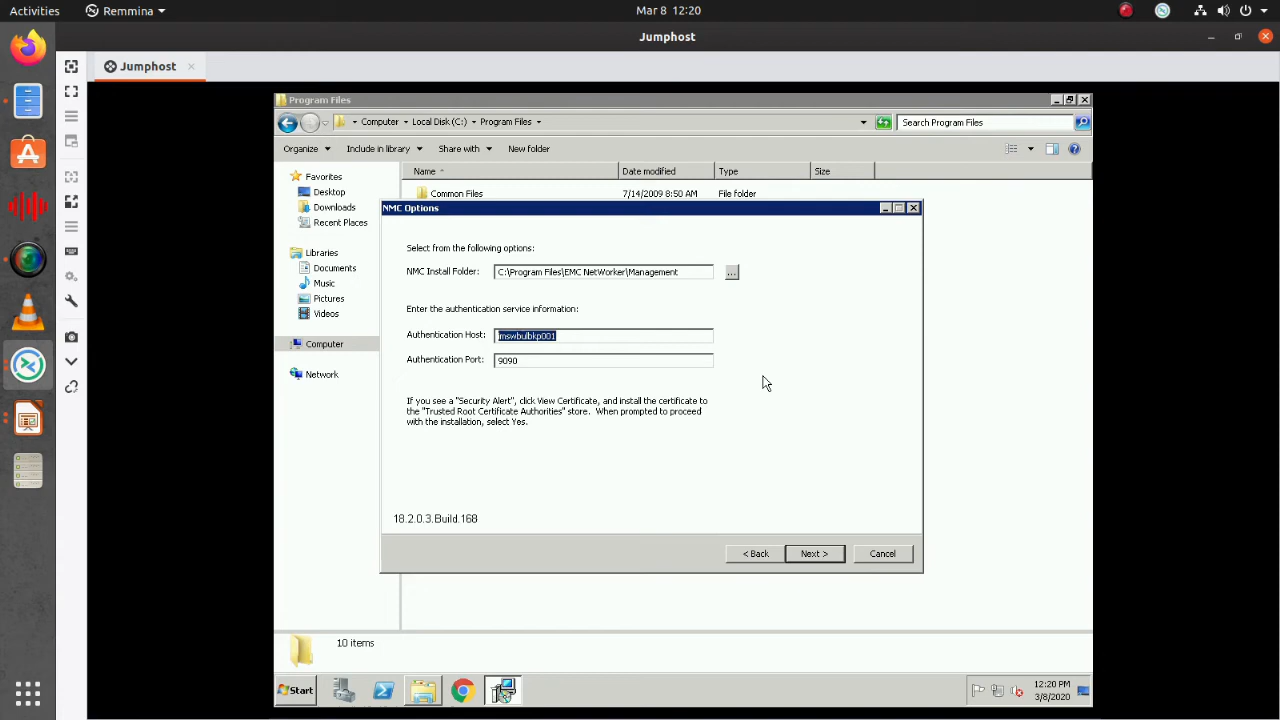 Activities
Remmina
Mar 8 12:20
Jumphost
Jumphost
Program Files
Computer
Local Disk (C:)
Program Files
Search Program Files
Organize
Include in library
Share with
New folder
Name
Date modified
Type
Size
Common Files
7/14/2009 8:50 AM
File folder
Favorites
Desktop
Downloads
Recent Places
Libraries
Documents
Music
Pictures
Videos
Computer
Network
NMC Options
Select from the following options:
NMC Install Folder:
C:\Program Files\EMC NetWorker\Management
...
Enter the authentication service information:
Authentication Host:
mswbulbkp001
Authentication Port:
9090
If you see a "Security Alert", click View Certificate, and install the certificate to
the "Trusted Root Certificate Authorities" store. When prompted to proceed
with the installation, select Yes.
18.2.0.3.Build.168
< Back
Next >
Cancel
10 items
Start
12:20 PM
3/8/2020